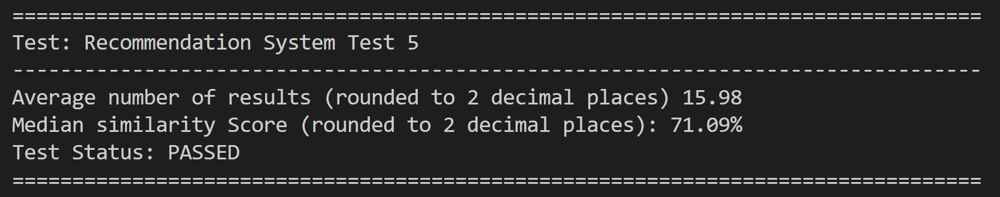 =================================================================================
Test: Recommendation System Test 5
---------------------------------------------------------------------------------
Average number of results (rounded to 2 decimal places) 15.98
Median similarity Score (rounded to 2 decimal places): 71.09%
Test Status: PASSED
=================================================================================